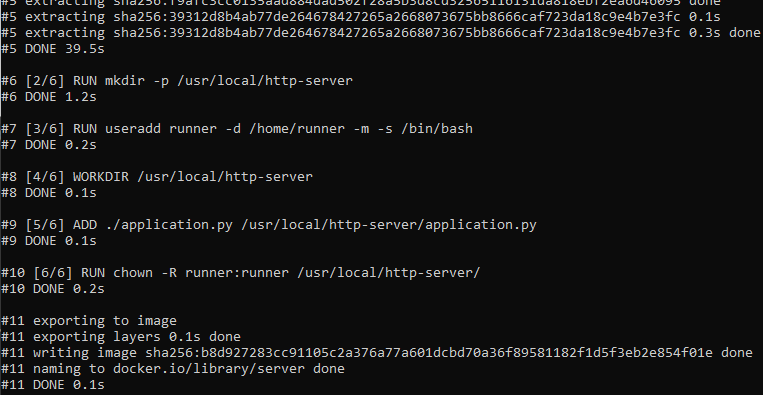 #5 extracting sha256:39312d8b4ab77de264678427265a2668073675bb8666caf723da18c9e4b7e3fc 0.1s
#5 extracting sha256:39312d8b4ab77de264678427265a2668073675bb8666caf723da18c9e4b7e3fc 0.3s done
#5 DONE 39.5s
#6 [2/6] RUN mkdir -p /usr/local/http-server
#6 DONE 1.2s
#7 [3/6] RUN useradd runner -d /home/runner -m -s /bin/bash
#7 DONE 0.2s
#8 [4/6] WORKDIR /usr/local/http-server
#8 DONE 0.1s
#9 [5/6] ADD ./application.py /usr/local/http-server/application.py
#9 DONE 0.1s
#10 [6/6] RUN chown -R runner:runner /usr/local/http-server/
#10 DONE 0.2s
#11 exporting to image
#11 exporting layers 0.1s done
#11 writing image sha256:b8d927283cc91105c2a376a77a601dcbd70a36f89581182f1d5f3eb2e854f01e done
#11 naming to docker.io/library/server done
#11 DONE 0.1s